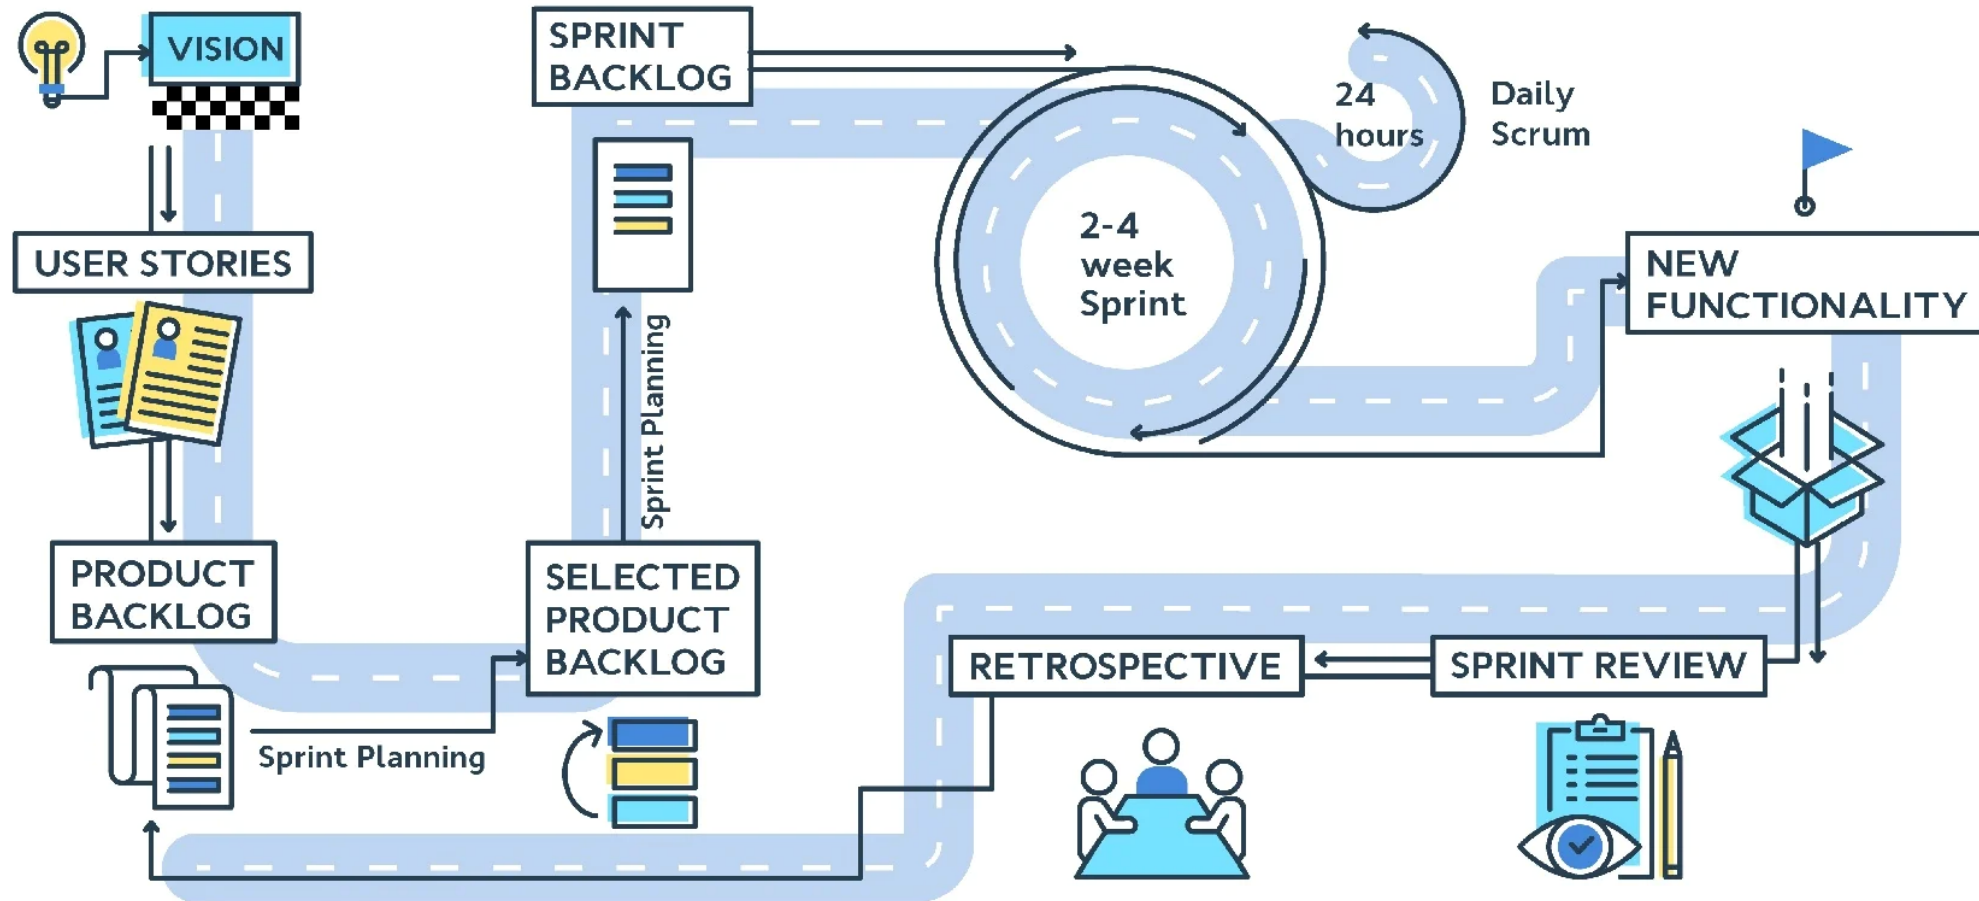 VISION
USER STORIES
PRODUCT
BACKLOG
Sprint Planning
SELECTED
PRODUCT
BACKLOG
Sprint Planning
SPRINT
BACKLOG
2-4
week
Sprint
24
hours
Daily
Scrum
NEW
FUNCTIONALITY
SPRINT REVIEW
RETROSPECTIVE